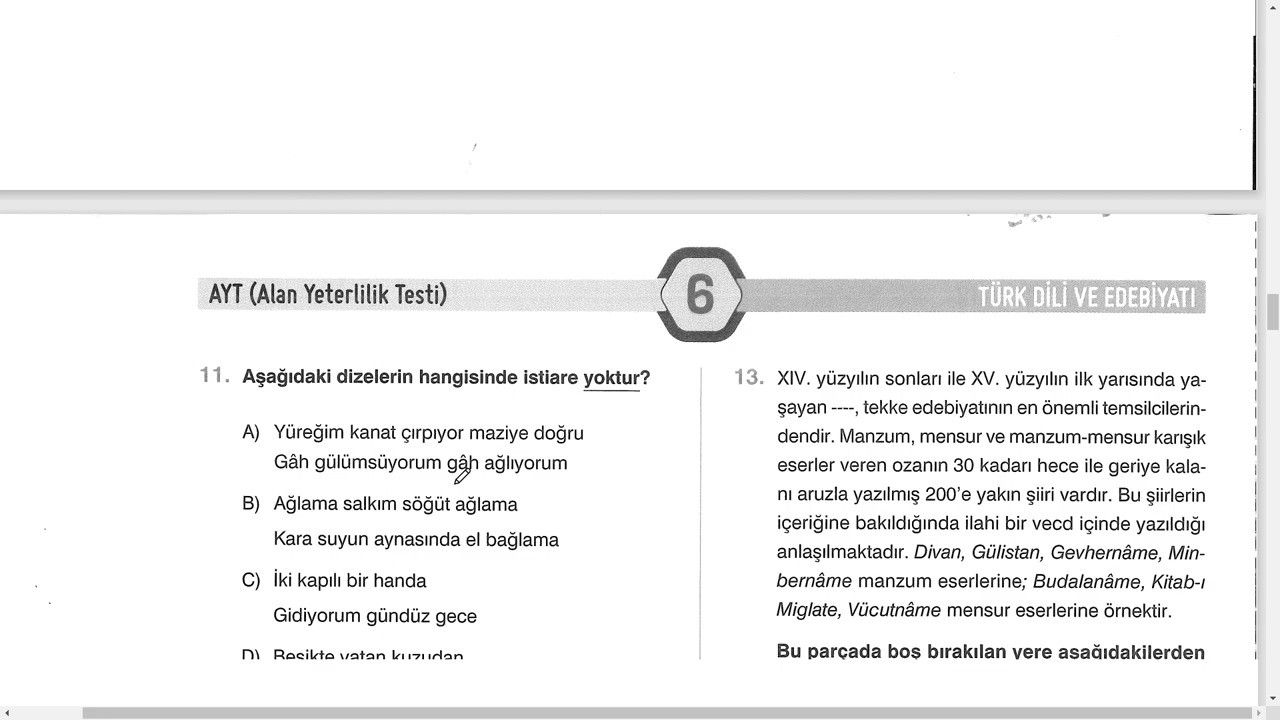 AYT (Alan Yeterlilik Testi)
6
TÜRK DİLİ VE EDEBİYATI
11. Aşağıdaki dizelerin hangisinde istiare yoktur?
A) Yüreğim kanat çırpıyor maziye doğru
Gâh gülümsüyorum gâh ağlıyorum
B) Ağlama salkım söğüt ağlama
Kara suyun aynasında el bağlama
C) İki kapılı bir handa
Gidiyorum gündüz gece
D) Beşikte yatan kuzudan
13. XIV. yüzyılın sonları ile XV. yüzyılın ilk yarısında ya-
şayan ----, tekke edebiyatının en önemli temsilcilerin-
dendir. Manzum, mensur ve manzum-mensur karışık
eserler veren ozanın 30 kadarı hece ile geriye kala-
nı aruzla yazılmış 200'e yakın şiiri vardır. Bu şiirlerin
içeriğine bakıldığında ilahi bir vecd içinde yazıldığı
anlaşılmaktadır. Divan, Gülistan, Gevhernâme, Min-
bernâme manzum eserlerine; Budalanâme, Kitab-ı
Miglate, Vücutnâme mensur eserlerine örnektir.
Bu parçada boş bırakılan yere aşağıdakilerden